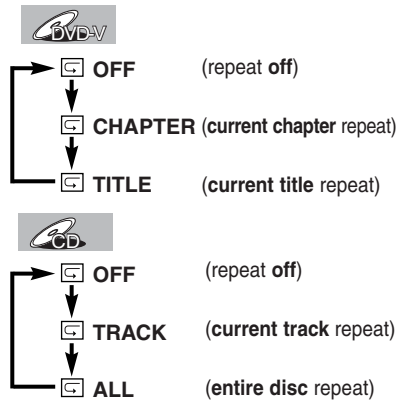 DVD-V
OFF (repeat off)
CHAPTER (current chapter repeat)
TITLE (current title repeat)
CD
OFF (repeat off)
TRACK (current track repeat)
ALL (entire disc repeat)